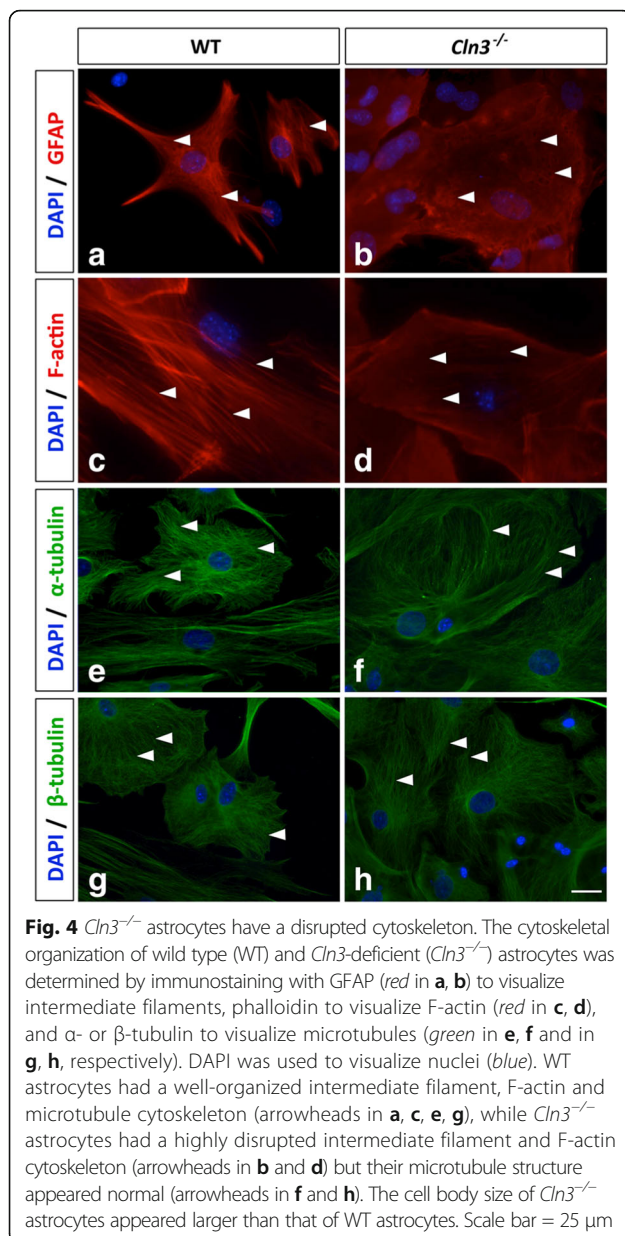 WT
Cln3-/-
DAPI / GFAP
a
b
DAPI / F-actin
c
d
DAPI / α-tubulin
e
f
DAPI / β-tubulin
g
h
Fig. 4 Cln3−/− astrocytes have a disrupted cytoskeleton. The cytoskeletal
organization of wild type (WT) and Cln3-deficient (Cln3−/−) astrocytes was
determined by immunostaining with GFAP (red in a, b) to visualize
intermediate filaments, phalloidin to visualize F-actin (red in c, d),
and α- or β-tubulin to visualize microtubules (green in e, f and in
g, h, respectively). DAPI was used to visualize nuclei (blue). WT
astrocytes had a well-organized intermediate filament, F-actin and
microtubule cytoskeleton (arrowheads in a, c, e, g), while Cln3−/−
astrocytes had a highly disrupted intermediate filament and F-actin
cytoskeleton (arrowheads in b and d) but their microtubule structure
appeared normal (arrowheads in f and h). The cell body size of Cln3−/−
astrocytes appeared larger than that of WT astrocytes. Scale bar = 25 μm